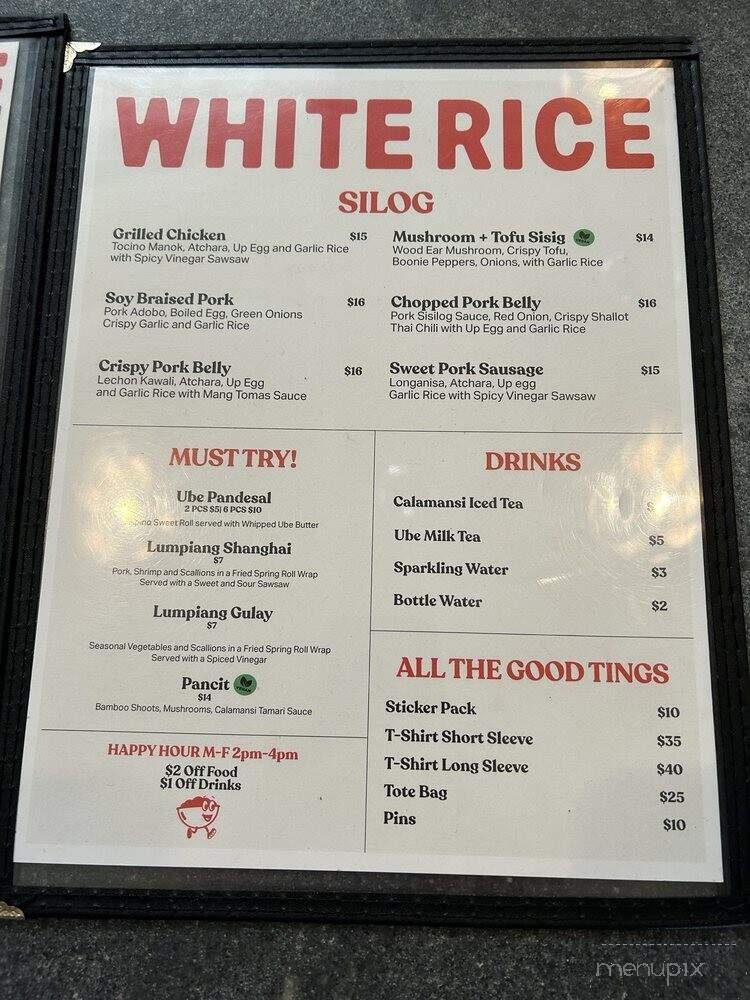 WHITE RICE
SILOG
Grilled Chicken $15
Tocino Manok, Atchara, Up Egg and Garlic Rice
with Spicy Vinegar Sawsaw
Soy Braised Pork $16
Pork Adobo, Boiled Egg, Green Onions
Crispy Garlic and Garlic Rice
Crispy Pork Belly $16
Lechon Kawali, Atchara, Up Egg
and Garlic Rice with Mang Tomas Sauce
Mushroom + Tofu Sisig VEGAN $14
Wood Ear Mushroom, Crispy Tofu,
Boonie Peppers, Onions, with Garlic Rice
Chopped Pork Belly $16
Pork Sisilog Sauce, Red Onion, Crispy Shallot
Thai Chili with Up Egg and Garlic Rice
Sweet Pork Sausage $15
Longanisa, Atchara, Up egg
Garlic Rice with Spicy Vinegar Sawsaw
MUST TRY!
Ube Pandesal
2 PCS $5| 6 PCS $10
Sweet Roll served with Whipped Ube Butter
Lumpiang Shanghai
$7
Pork, Shrimp and Scallions in a Fried Spring Roll Wrap
Served with a Sweet and Sour Sawsaw
Lumpiang Gulay
$7
Seasonal Vegetables and Scallions in a Fried Spring Roll Wrap
Served with a Spiced Vinegar
Pancit VEGAN
$14
Bamboo Shoots, Mushrooms, Calamansi Tamari Sauce
HAPPY HOUR M-F 2pm-4pm
$2 Off Food
$1 Off Drinks
DRINKS
Calamansi Iced Tea
Ube Milk Tea $5
Sparkling Water $3
Bottle Water $2
ALL THE GOOD TINGS
Sticker Pack $10
T-Shirt Short Sleeve $35
T-Shirt Long Sleeve $40
Tote Bag $25
Pins $10
menupix